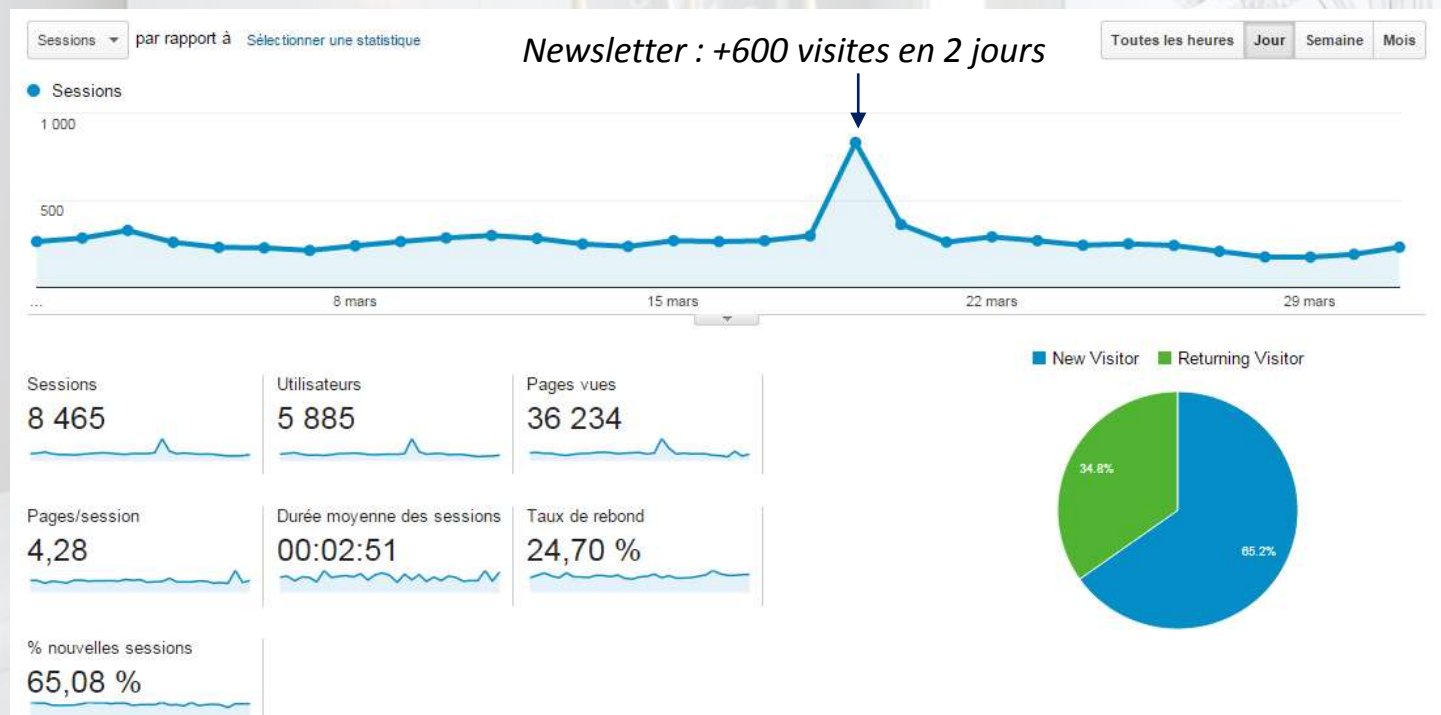 Sessions par rapport à Sélectionner une statistique
Newsletter : +600 visites en 2 jours
Toutes les heures Jour Semaine Mois
Sessions
1 000
500
... 8 mars 15 mars 22 mars 29 mars
New Visitor Returning Visitor
Sessions Utilisateurs Pages vues
8 465 5 885 36 234
34.8%
65.2%
Pages/session Durée moyenne des sessions Taux de rebond
4,28 00:02:51 24,70 %
% nouvelles sessions
65,08 %